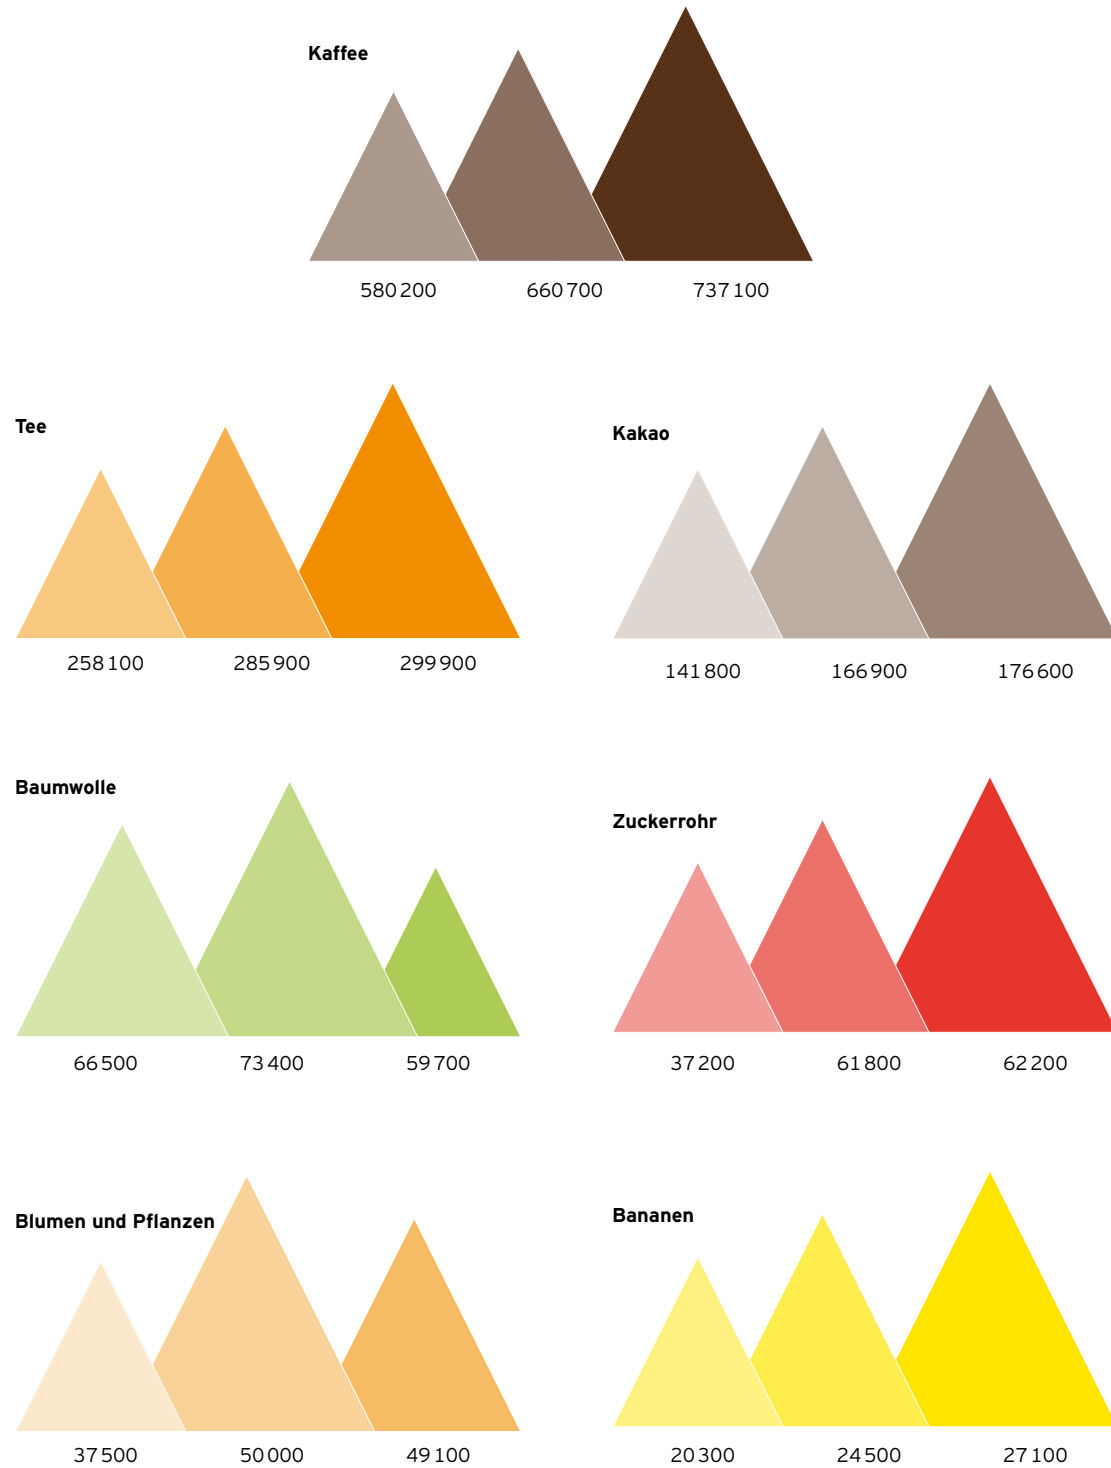 Kaffee
580 200 660 700 737 100
Tee
258 100 285 900 299 900
Kakao
141 800 166 900 176 600
Baumwolle
66 500 73 400 59 700
Zuckerrohr
37 200 61 800 62 200
Blumen und Pflanzen
37 500 50 000 49 100
Bananen
20 300 24 500 27 100